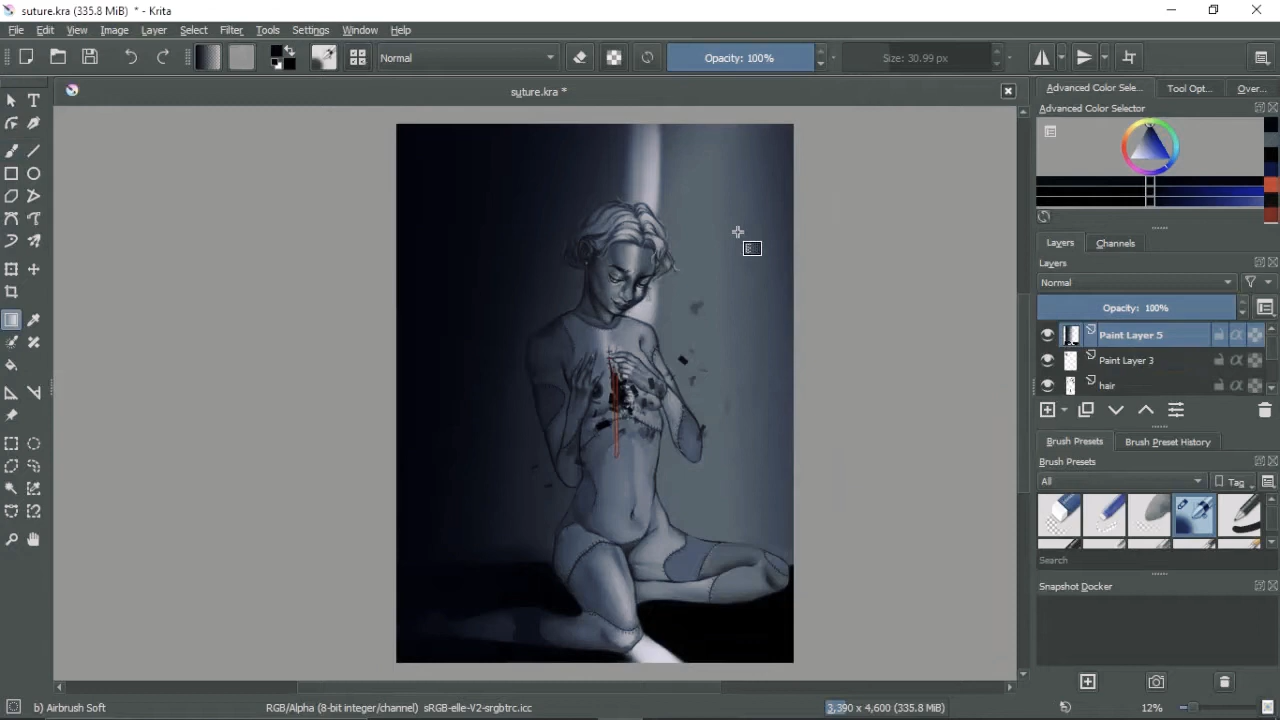 suture.kra (335.8 MiB) * - Krita
File Edit View Image Layer Select Filter Tools Settings Window Help
Normal
Opacity: 100%
Size: 30.99 px
suture.kra *
Advanced Color Sele... Tool Opt... Over...
Advanced Color Selector
Layers Channels
Layers
Normal
Opacity: 100%
Paint Layer 5
Paint Layer 3
hair
Brush Presets Brush Preset History
Brush Presets
All Tag
Search
Snapshot Docker
b) Airbrush Soft RGB/Alpha (8-bit integer/channel) sRGB-elle-V2-srgbtrc.icc 3,390 x 4,600 (335.8 MiB) 12%